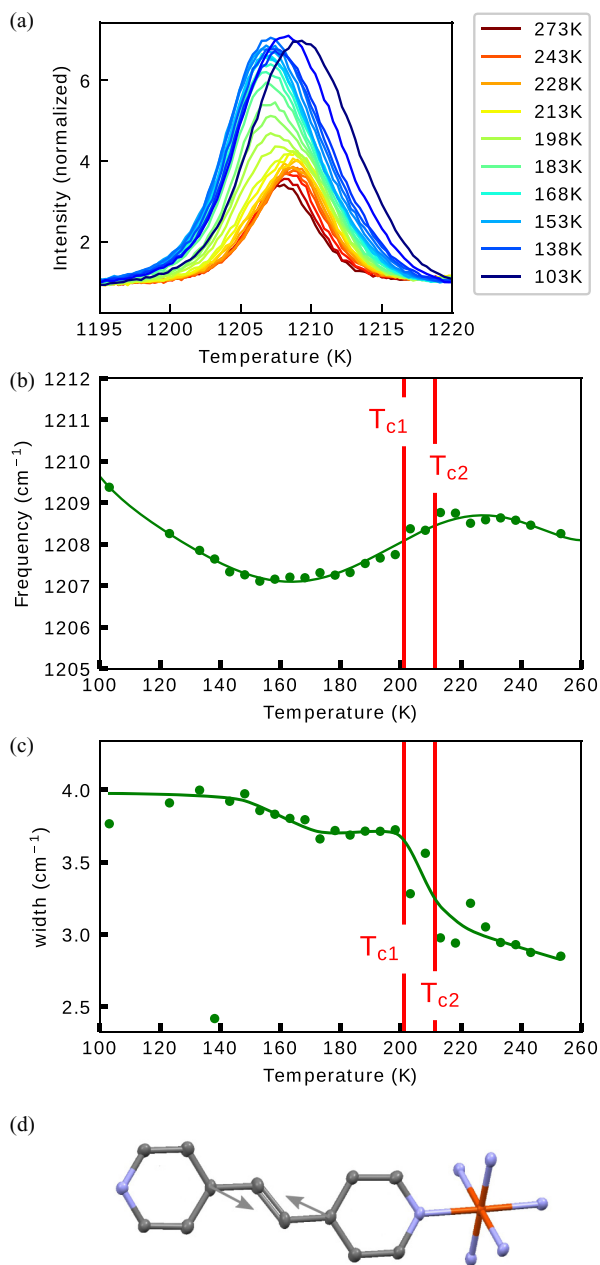 (a)
Intensity (normalized)
6
4
2
1195 1200 1205 1210 1215 1220
Temperature (K)
273K
243K
228K
213K
198K
183K
168K
153K
138K
103K
(b)
Frequency (cm⁻¹)
1212
1211
1210
1209
1208
1207
1206
1205
Tc1
Tc2
100 120 140 160 180 200 220 240 260
Temperature (K)
(c)
width (cm⁻¹)
4.0
3.5
3.0
2.5
Tc1
Tc2
100 120 140 160 180 200 220 240 260
Temperature (K)
(d)